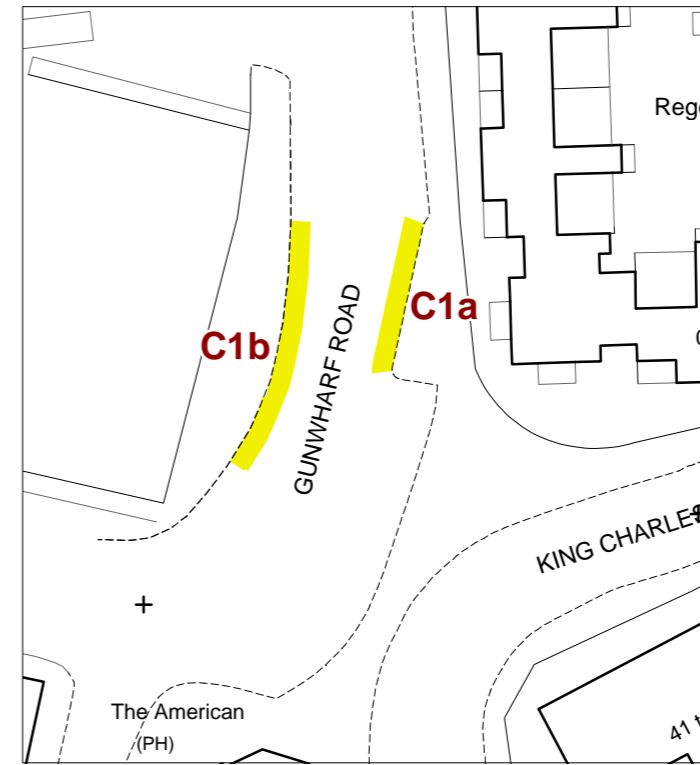 Rege
C1a
C1b
GUNWHARF ROAD
KING CHARLES
The American
(PH)
41 t